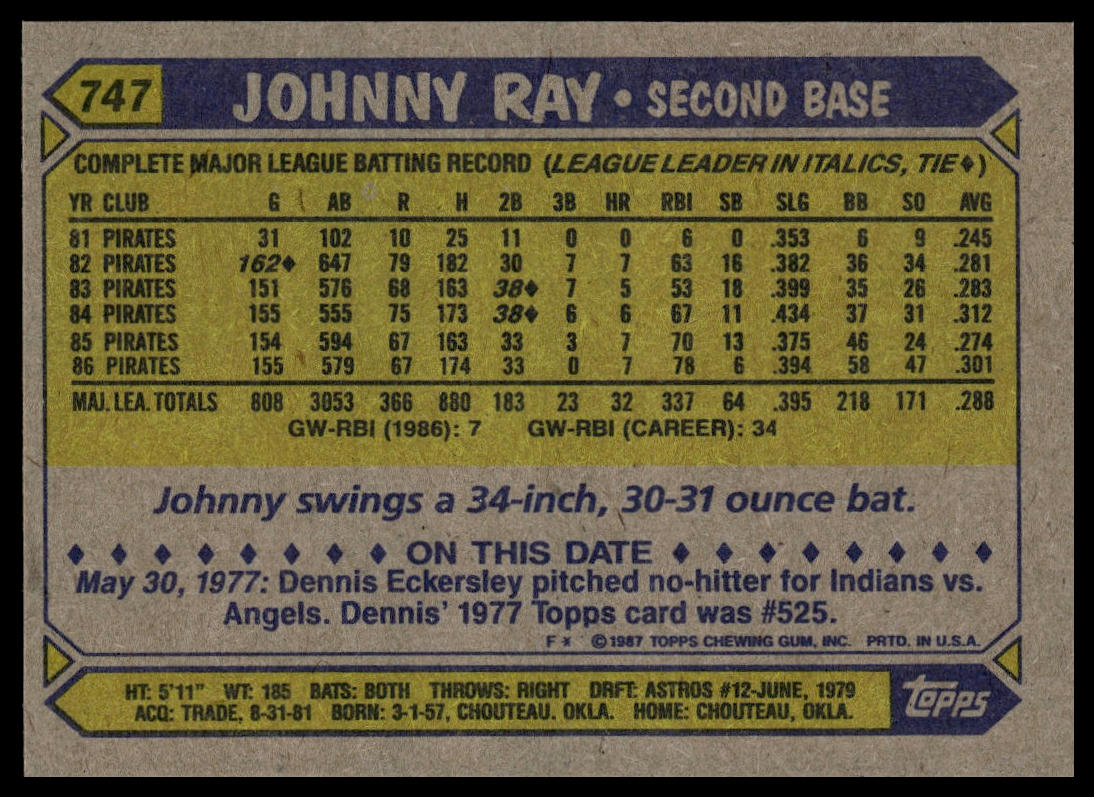 747 JOHNNY RAY • SECOND BASE
COMPLETE MAJOR LEAGUE BATTING RECORD (LEAGUE LEADER IN ITALICS, TIE♦)
YR CLUB G AB R H 2B 3B HR RBI SB SLG BB SO AVG
81 PIRATES 31 102 10 25 11 0 0 6 0 .353 6 9 .245
82 PIRATES 162♦ 647 79 182 30 7 7 63 16 .382 36 34 .281
83 PIRATES 151 576 68 163 38♦ 7 5 53 18 .399 35 26 .283
84 PIRATES 155 555 75 173 38♦ 6 6 67 11 .434 37 31 .312
85 PIRATES 154 594 67 163 33 3 7 70 13 .375 46 24 .274
86 PIRATES 155 579 67 174 33 0 7 78 6 .394 58 47 .301
MAJ. LEA. TOTALS 808 3053 366 880 183 23 32 337 64 .395 218 171 .288
GW-RBI (1986): 7 GW-RBI (CAREER): 34
Johnny swings a 34-inch, 30-31 ounce bat.
♦ ♦ ♦ ♦ ♦ ♦ ♦ ♦ ON THIS DATE ♦ ♦ ♦ ♦ ♦ ♦ ♦ ♦
May 30, 1977: Dennis Eckersley pitched no-hitter for Indians vs.
Angels. Dennis' 1977 Topps card was #525.
F* ©1987 TOPPS CHEWING GUM, INC. PRTD. IN U.S.A.
HT: 5'11" WT: 185 BATS: BOTH THROWS: RIGHT DRFT: ASTROS #12-JUNE, 1979
ACQ: TRADE, 8-31-81 BORN: 3-1-57, CHOUTEAU, OKLA. HOME: CHOUTEAU, OKLA.
topps